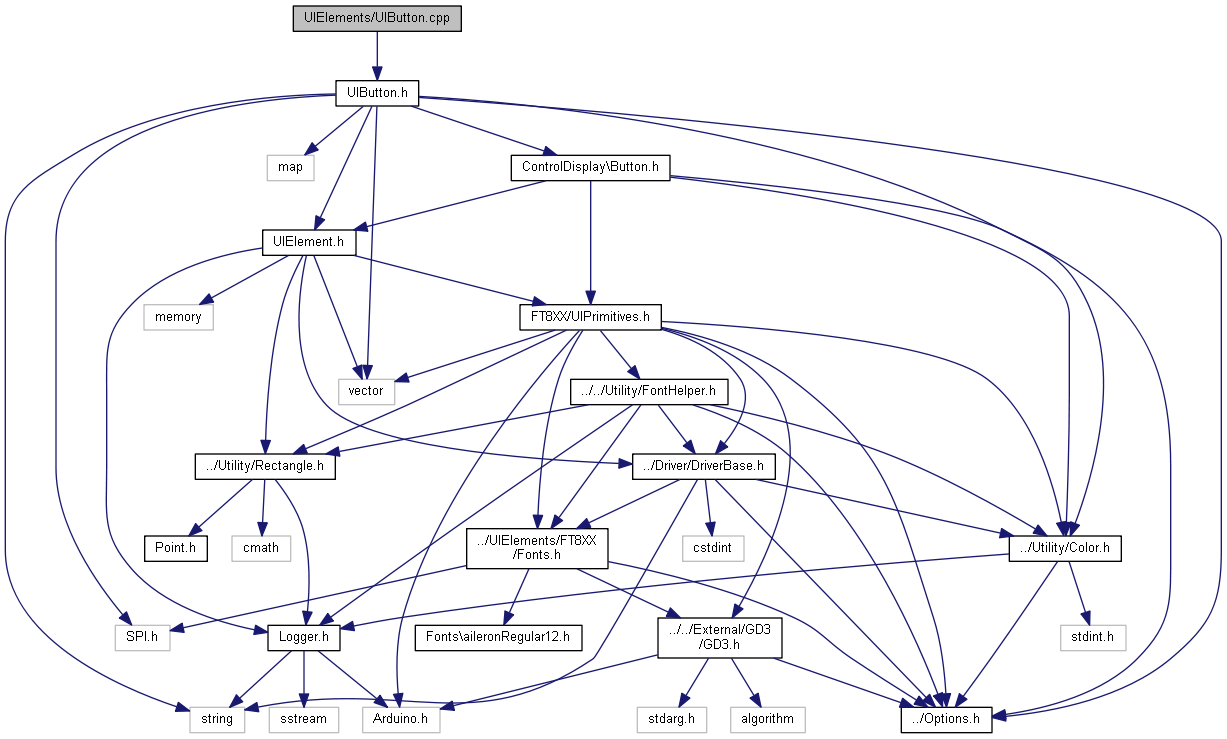 UIElements/UIButton.cpp
UIButton.h
map
ControlDisplay\Button.h
UIElement.h
memory
FT8XX/UIPrimitives.h
vector
../../Utility/FontHelper.h
../Utility/Rectangle.h
../Driver/DriverBase.h
Point.h
cmath
../UIElements/FT8XX
/Fonts.h
cstdint
../Utility/Color.h
SPI.h
Logger.h
Fonts\aileronRegular12.h
../../External/GD3
/GD3.h
stdint.h
string
sstream
Arduino.h
stdarg.h
algorithm
../Options.h